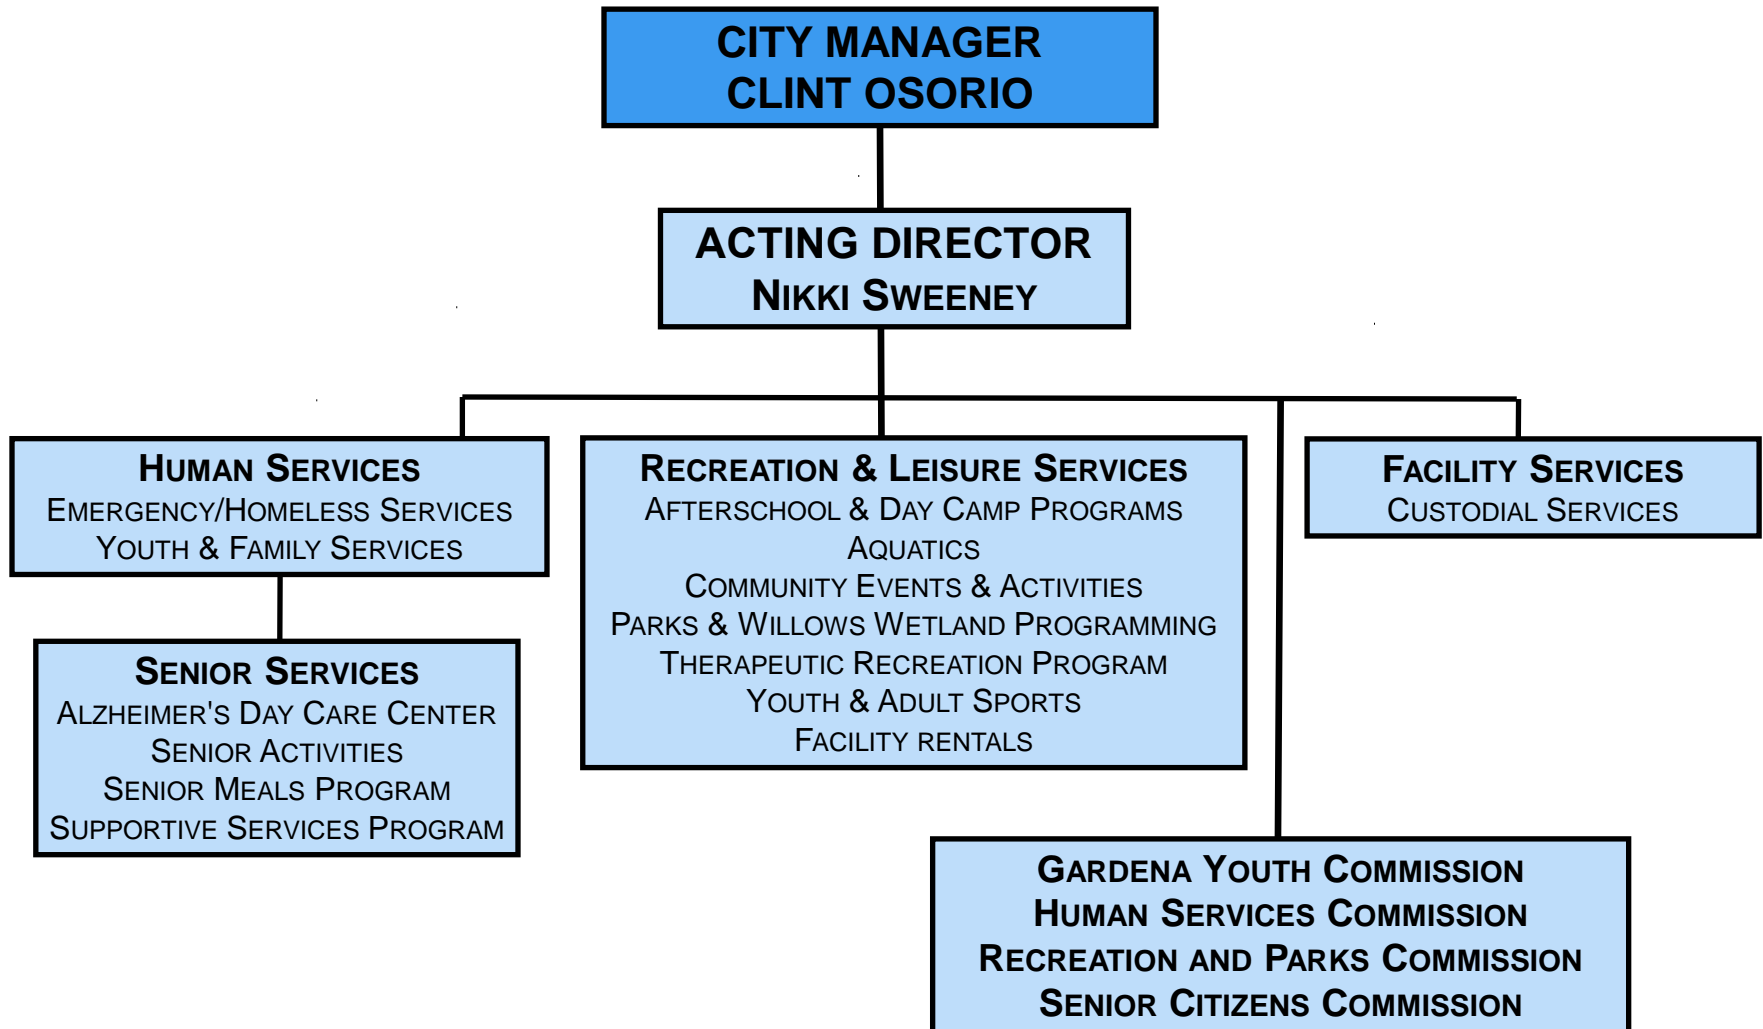 CITY MANAGER
CLINT OSORIO
ACTING DIRECTOR
NIKKI SWEENEY
HUMAN SERVICES
EMERGENCY/HOMELESS SERVICES
YOUTH & FAMILY SERVICES
SENIOR SERVICES
ALZHEIMER'S DAY CARE CENTER
SENIOR ACTIVITIES
SENIOR MEALS PROGRAM
SUPPORTIVE SERVICES PROGRAM
RECREATION & LEISURE SERVICES
AFTERSCHOOL & DAY CAMP PROGRAMS
AQUATICS
COMMUNITY EVENTS & ACTIVITIES
PARKS & WILLOWS WETLAND PROGRAMMING
THERAPEUTIC RECREATION PROGRAM
YOUTH & ADULT SPORTS
FACILITY RENTALS
FACILITY SERVICES
CUSTODIAL SERVICES
GARDENA YOUTH COMMISSION
HUMAN SERVICES COMMISSION
RECREATION AND PARKS COMMISSION
SENIOR CITIZENS COMMISSION